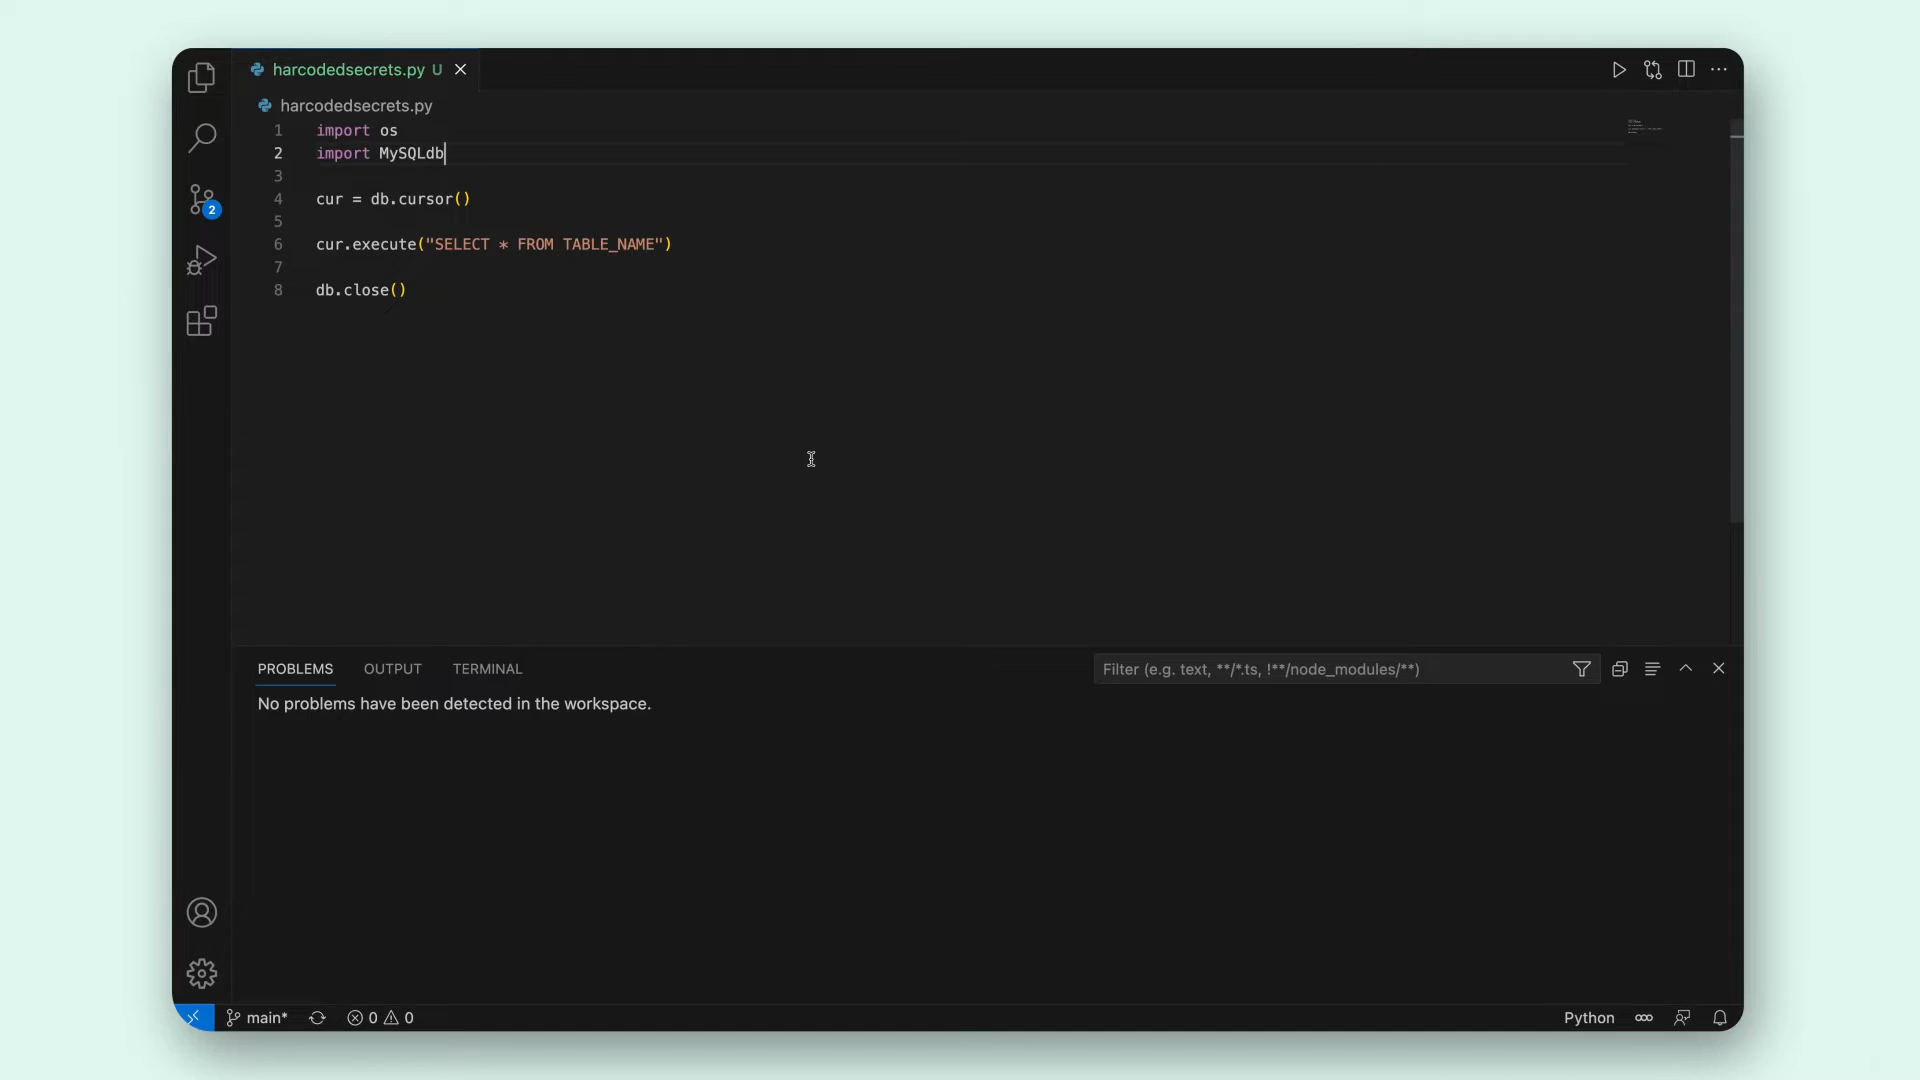 harcodedsecrets.py U
harcodedsecrets.py
1 import os
2 import MySQLdb
3
4 cur = db.cursor()
5
6 cur.execute("SELECT * FROM TABLE_NAME")
7
8 db.close()
2
PROBLEMS OUTPUT TERMINAL Filter (e.g. text, **/*.ts, !**/node_modules/**)
No problems have been detected in the workspace.
main* 0 0 Python